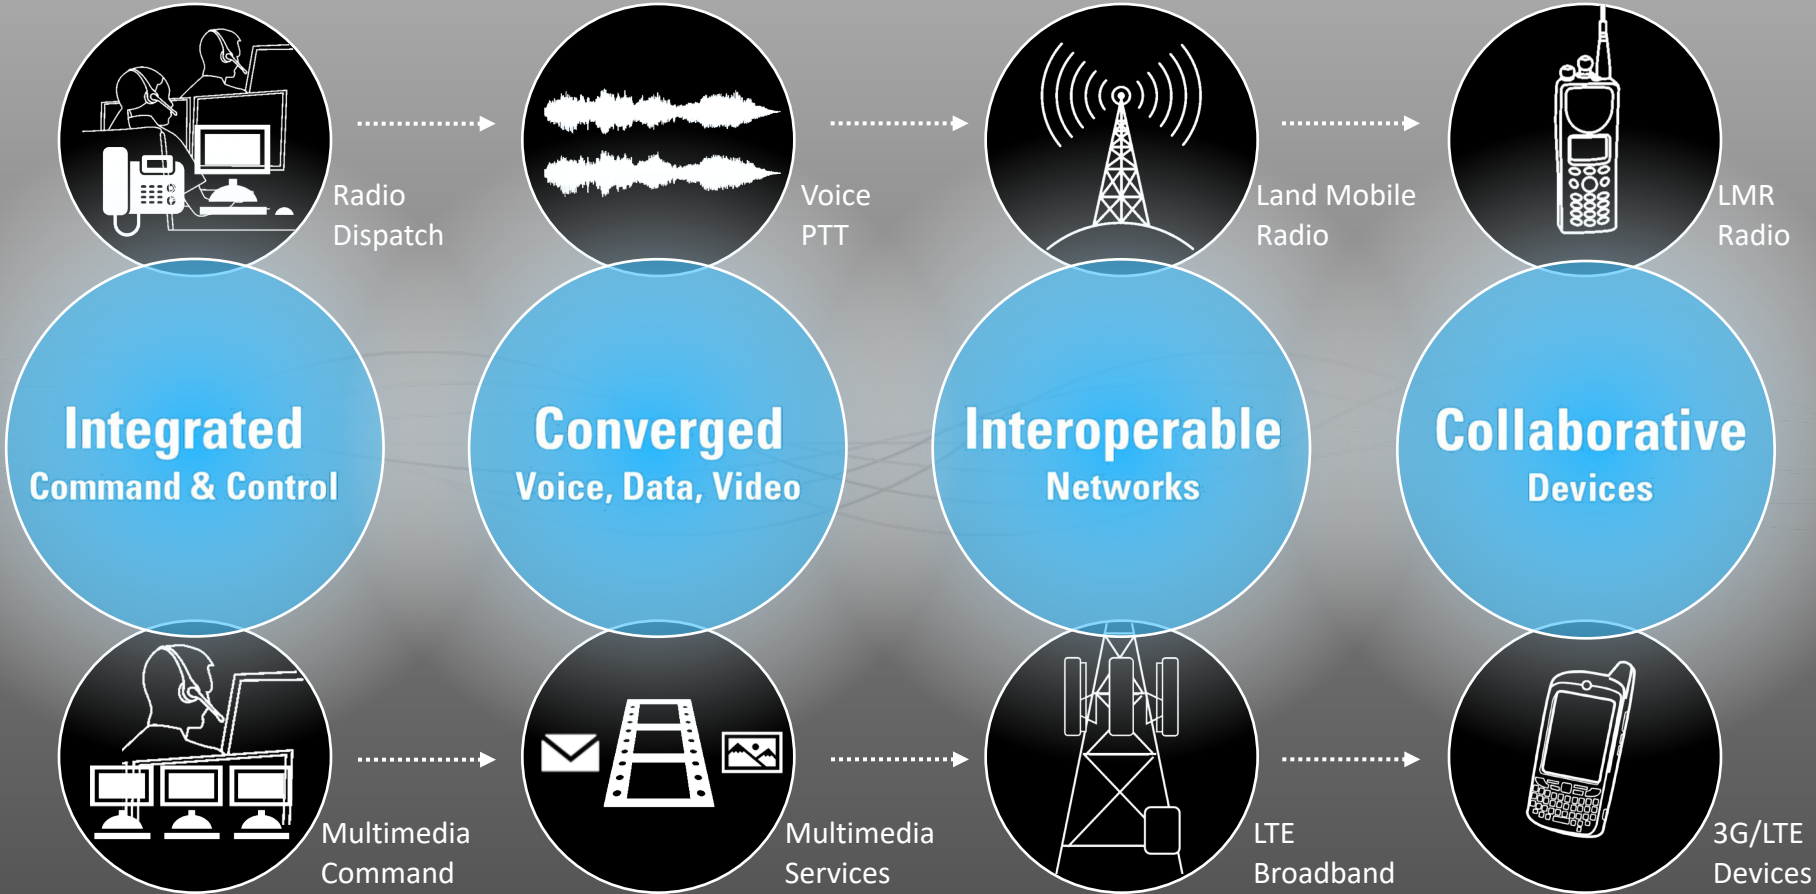 Radio
Dispatch
Voice
PTT
Land Mobile
Radio
LMR
Radio
Integrated
Command & Control
Converged
Voice, Data, Video
Interoperable
Networks
Collaborative
Devices
Multimedia
Command
Multimedia
Services
LTE
Broadband
3G/LTE
Devices